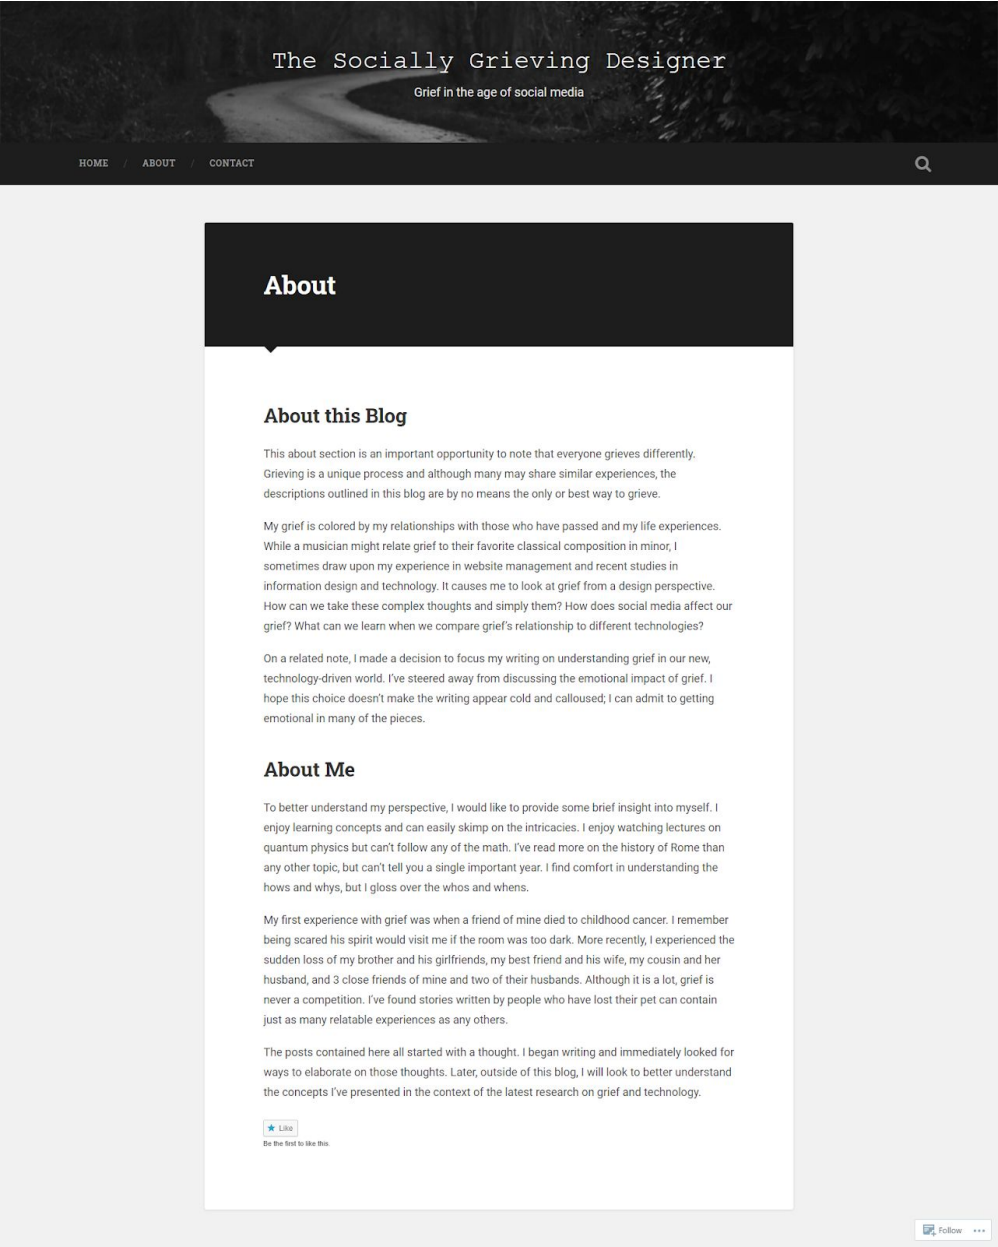 The Socially Grieving Designer
Grief in the age of social media
HOME / ABOUT / CONTACT
About
About this Blog
This about section is an important opportunity to note that everyone grieves differently.
Grieving is a unique process and although many may share similar experiences, the
descriptions outlined in this blog are by no means the only or best way to grieve.
My grief is colored by my relationships with those who have passed and my life experiences.
While a musician might relate grief to their favorite classical composition in minor, I
sometimes draw upon my experience in website management and recent studies in
information design and technology. It causes me to look at grief from a design perspective.
How can we take these complex thoughts and simply them? How does social media affect our
grief? What can we learn when we compare grief's relationship to different technologies?
On a related note, I made a decision to focus my writing on understanding grief in our new,
technology-driven world. I've steered away from discussing the emotional impact of grief. I
hope this choice doesn't make the writing appear cold and calloused; I can admit to getting
emotional in many of the pieces.
About Me
To better understand my perspective, I would like to provide some brief insight into myself. I
enjoy learning concepts and can easily skimp on the intricacies. I enjoy watching lectures on
quantum physics but can't follow any of the math. I've read more on the history of Rome than
any other topic, but can't tell you a single important year. I find comfort in understanding the
hows and whys, but I gloss over the whos and whens.
My first experience with grief was when a friend of mine died to childhood cancer. I remember
being scared his spirit would visit me if the room was too dark. More recently, I experienced the
sudden loss of my brother and his girlfriends, my best friend and his wife, my cousin and her
husband, and 3 close friends of mine and two of their husbands. Although it is a lot, grief is
never a competition. I've found stories written by people who have lost their pet can contain
just as many relatable experiences as any others.
The posts contained here all started with a thought. I began writing and immediately looked for
ways to elaborate on those thoughts. Later, outside of this blog, I will look to better understand
the concepts I've presented in the context of the latest research on grief and technology.
Like
Be the first to like this.
Follow